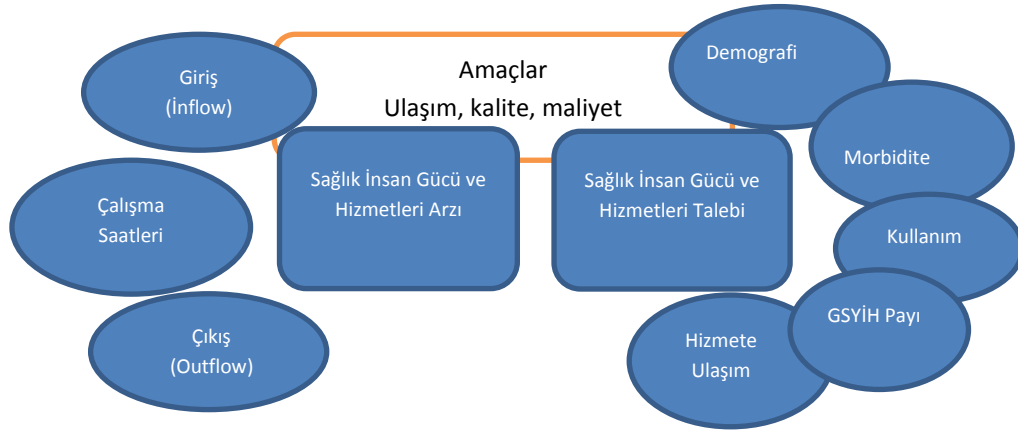 Amaçlar
Ulaşım, kalite, maliyet
Giriş
(İnflow)
Çalışma
Saatleri
Çıkış
(Outflow)
Sağlık İnsan Gücü ve
Hizmetleri Arzı
Sağlık İnsan Gücü ve
Hizmetleri Talebi
Demografi
Morbidite
Kullanım
GSYİH Payı
Hizmete
Ulaşım